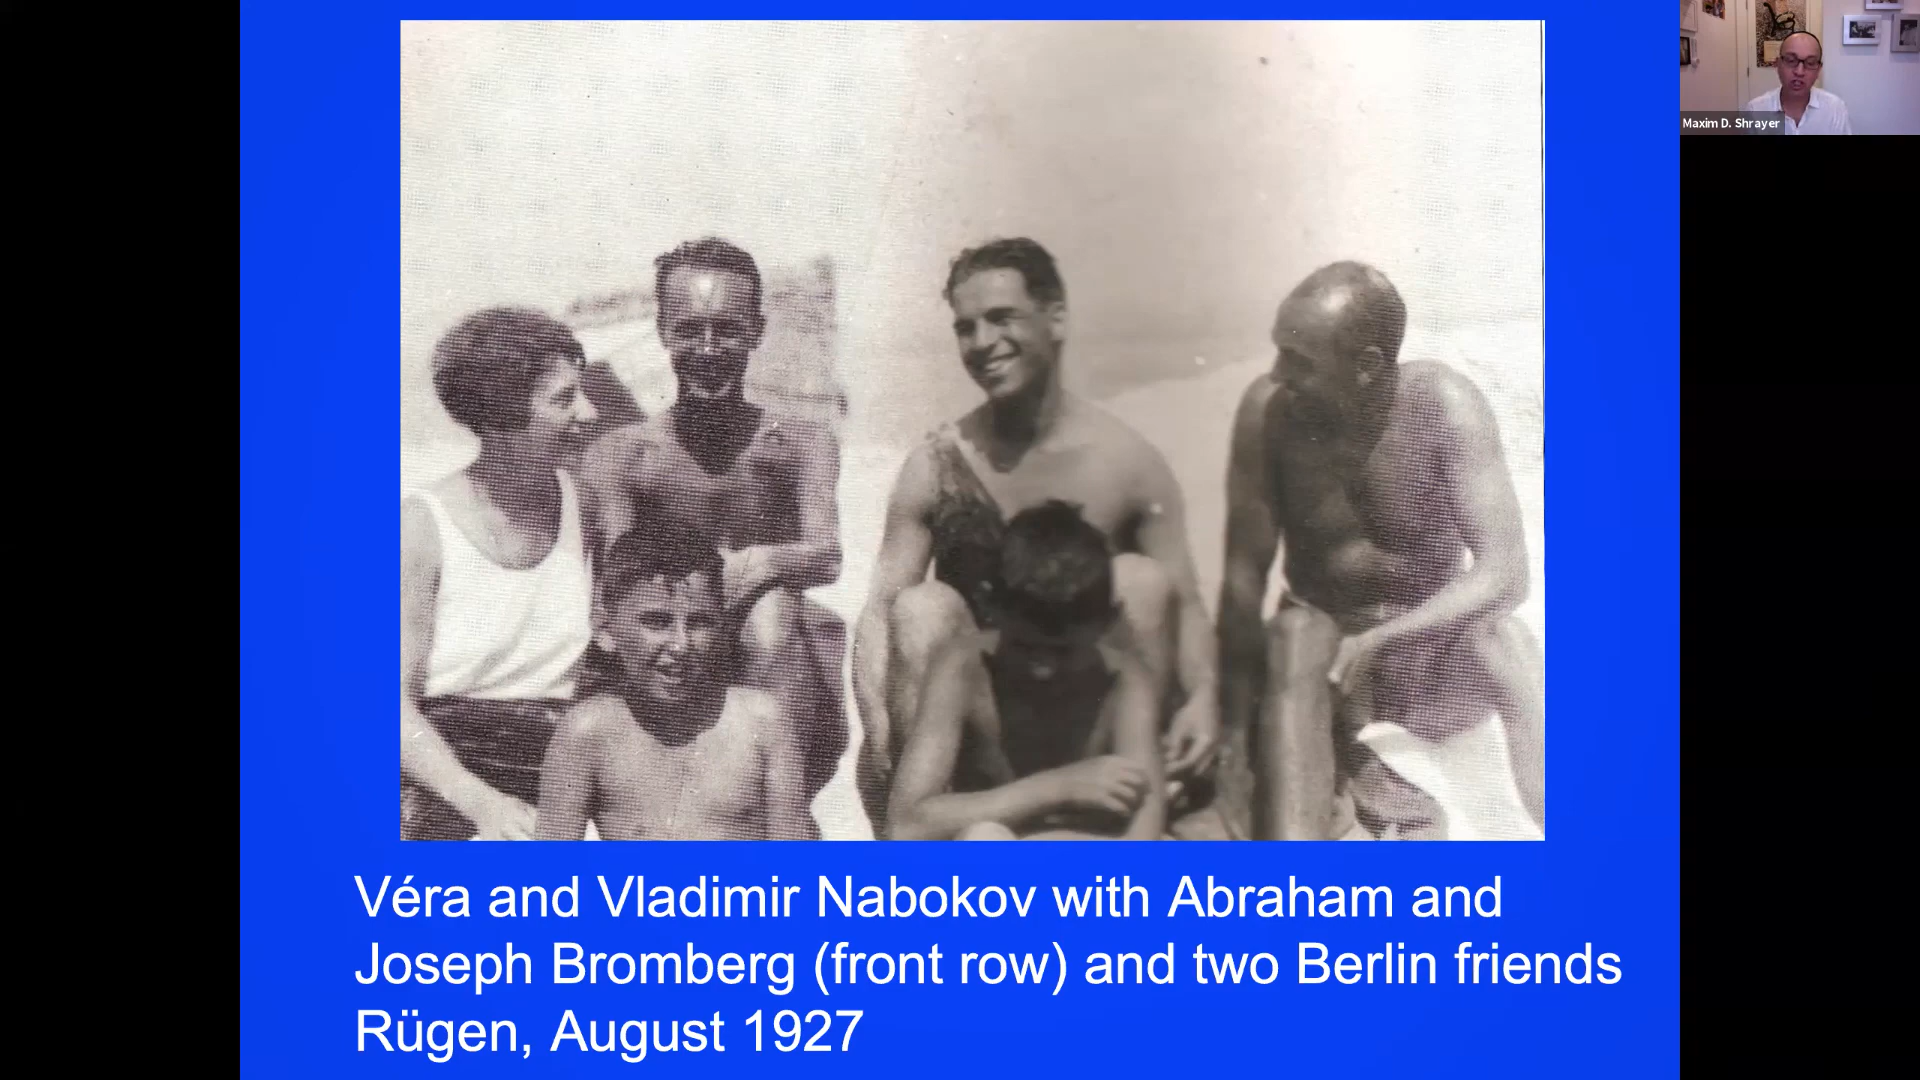 Maxim D. Shrayer
Véra and Vladimir Nabokov with Abraham and
Joseph Bromberg (front row) and two Berlin friends
Rügen, August 1927